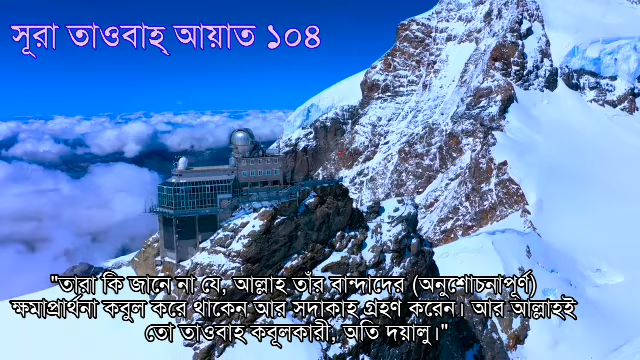 সূরা তাওবাহ্ আয়াত ১০৪
"তারা কি জানে না যে, আল্লাহ তাঁর বান্দাদের (অনুশোচনাপূর্ণ)
ক্ষমাপ্রার্থনা কবুল করে থাকেন আর সদাকাহ গ্রহণ করেন। আর আল্লাহই
তো তাওবাহ কবূলকারী, অতি দয়ালু।"